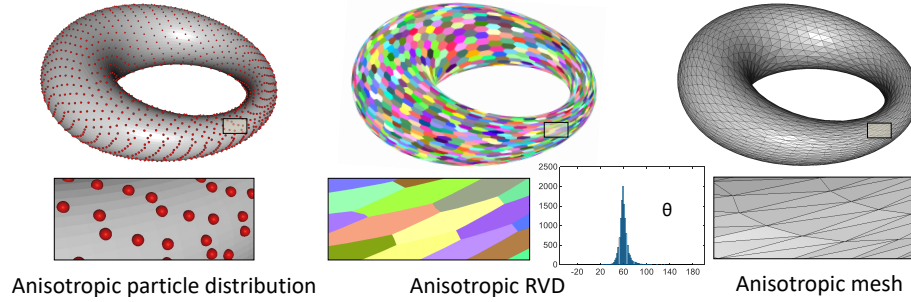 2500
2000
1500
1000
500
0
θ
-20 20 60 100 140 180
Anisotropic particle distribution
Anisotropic RVD
Anisotropic mesh